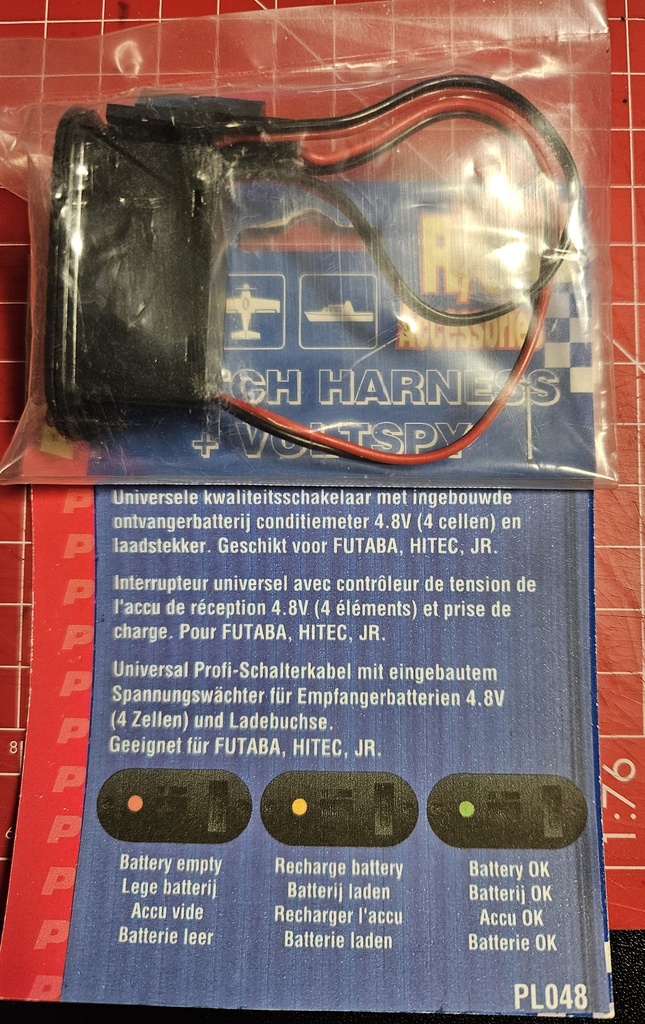 R/C
Accessories
CH HARNESS
+ VOLTSPY
Universele kwaliteitsschakelaar met ingebouwde
ontvangerbatterij conditiemeter 4.8V (4 cellen) en
laadstekker. Geschikt voor FUTABA, HITEC, JR.
Interrupteur universel avec contrôleur de tension de
l'accu de réception 4.8V (4 éléments) et prise de
charge. Pour FUTABA, HITEC, JR.
Universal Profi-Schalterkabel mit eingebautem
Spannungswächter für Empfangerbatterien 4.8V
(4 Zellen) und Ladebuchse.
Geeignet für FUTABA, HITEC, JR.
Battery empty
Lege batterij
Accu vide
Batterie leer
Recharge battery
Batterij laden
Recharger l'accu
Batterie laden
Battery OK
Batterij OK
Accu OK
Batterie OK
PL048
P
P
P
P
P
P
P
P
P
P
P
8
1:76